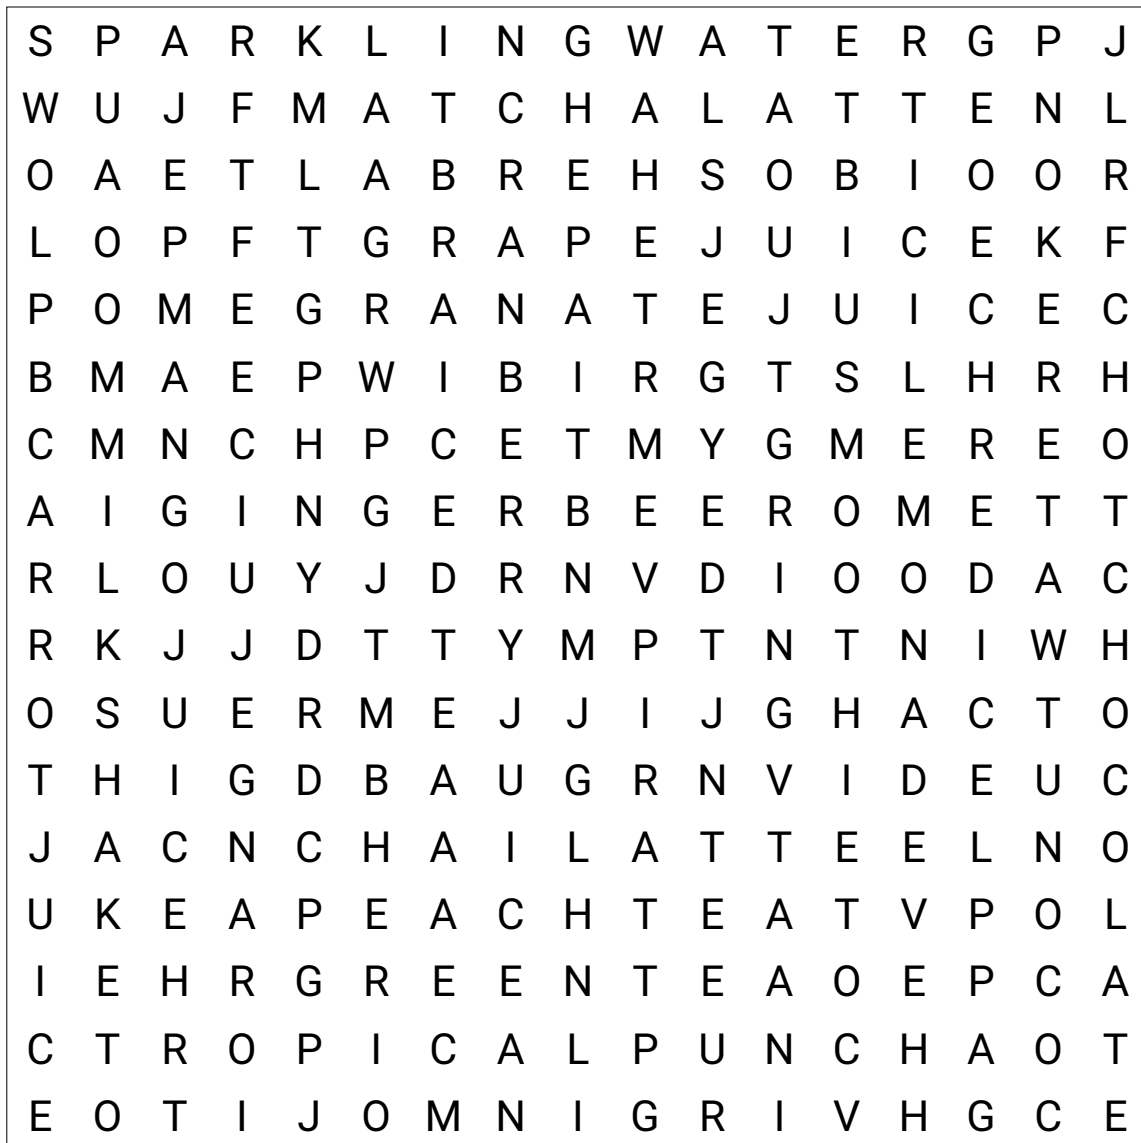 S P A R K L I N G W A T E R G P J
W U J F M A T C H A L A T T E N L
O A E T L A B R E H S O B I O O R
L O P F T G R A P E J U I C E K F
P O M E G R A N A T E J U I C E C
B M A E P W I B I R G T S L H R H
C M N C H P C E T M Y G M E R E O
A I G I N G E R B E E R O M E T T
R L O U Y J D R N V D I O O D A C
R K J J D T T Y M P T N T N I W H
O S U E R M E J J I J G H A C T O
T H I G D B A U G R N V I D E U C
J A C N C H A I L A T T E E L N O
U K E A P E A C H T E A T V P O L
I E H R G R E E N T E A O E P C A
C T R O P I C A L P U N C H A O T
E O T I J O M N I G R I V H G C E